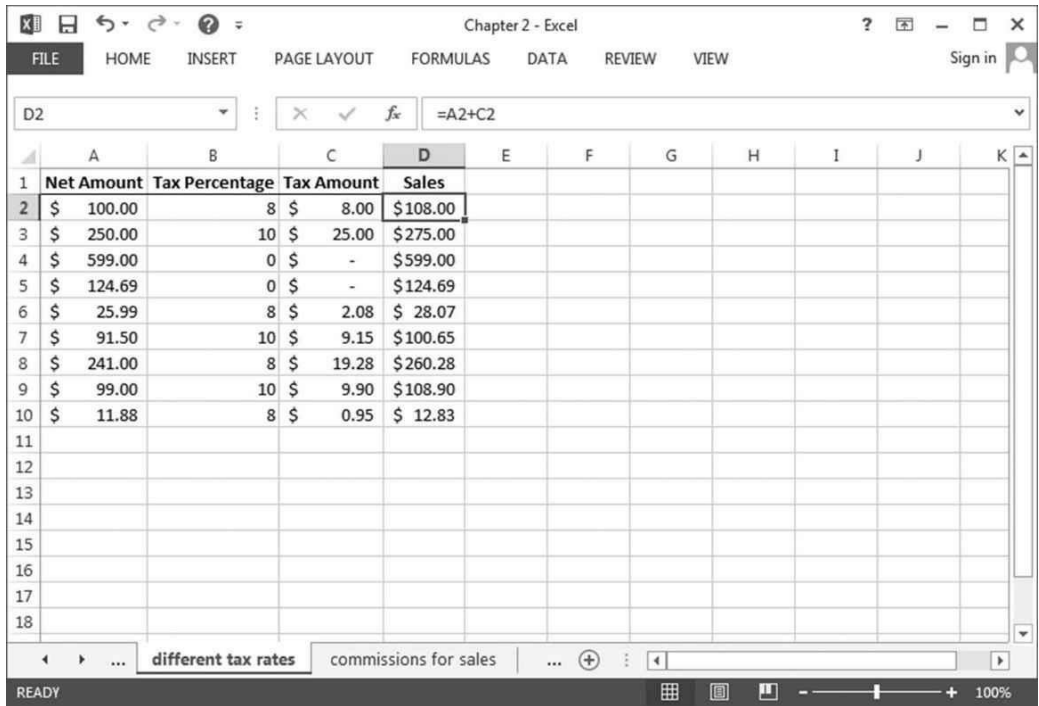 Chapter 2 - Excel
FILE HOME INSERT PAGE LAYOUT FORMULAS DATA REVIEW VIEW Sign in
D2 fx =A2+C2
A B C D E F G H I J K
1 Net Amount Tax Percentage Tax Amount Sales
2 $ 100.00 8 $ 8.00 $108.00
3 $ 250.00 10 $ 25.00 $275.00
4 $ 599.00 0 $ - $599.00
5 $ 124.69 0 $ - $124.69
6 $ 25.99 8 $ 2.08 $ 28.07
7 $ 91.50 10 $ 9.15 $100.65
8 $ 241.00 8 $ 19.28 $260.28
9 $ 99.00 10 $ 9.90 $108.90
10 $ 11.88 8 $ 0.95 $ 12.83
11
12
13
14
15
16
17
18
... different tax rates commissions for sales ...
READY 100%